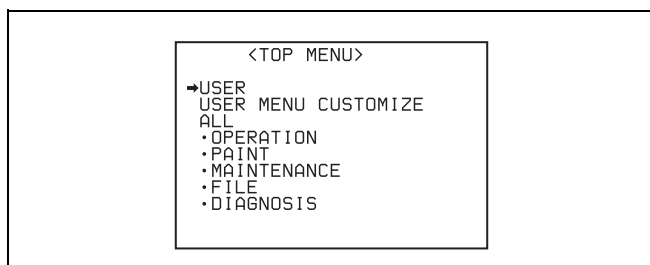 <TOP MENU>
➔USER
USER MENU CUSTOMIZE
ALL
·OPERATION
·PAINT
·MAINTENANCE
·FILE
·DIAGNOSIS